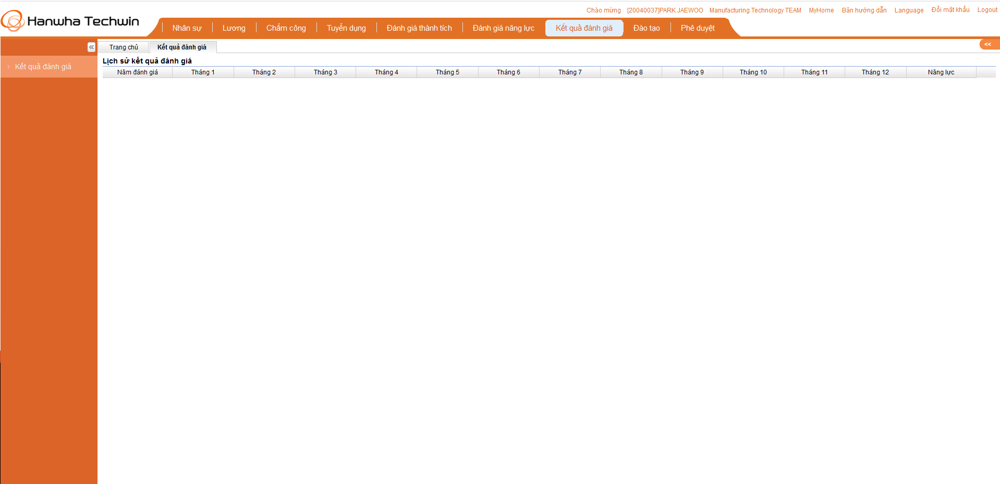 Chào mừng [20040037]PARK JAEWOO Manufacturing Technology TEAM MyHome Bản hướng dẫn Language Đổi mật khẩu Logout
Hanwha Techwin
Nhân sự Lương Chấm công Tuyển dụng Đánh giá thành tích Đánh giá năng lực Kết quả đánh giá Đào tạo Phê duyệt
« Trang chủ Kết quả đánh giá <<
Lịch sử kết quả đánh giá
> Kết quả đánh giá
Năm đánh giá Tháng 1 Tháng 2 Tháng 3 Tháng 4 Tháng 5 Tháng 6 Tháng 7 Tháng 8 Tháng 9 Tháng 10 Tháng 11 Tháng 12 Năng lực